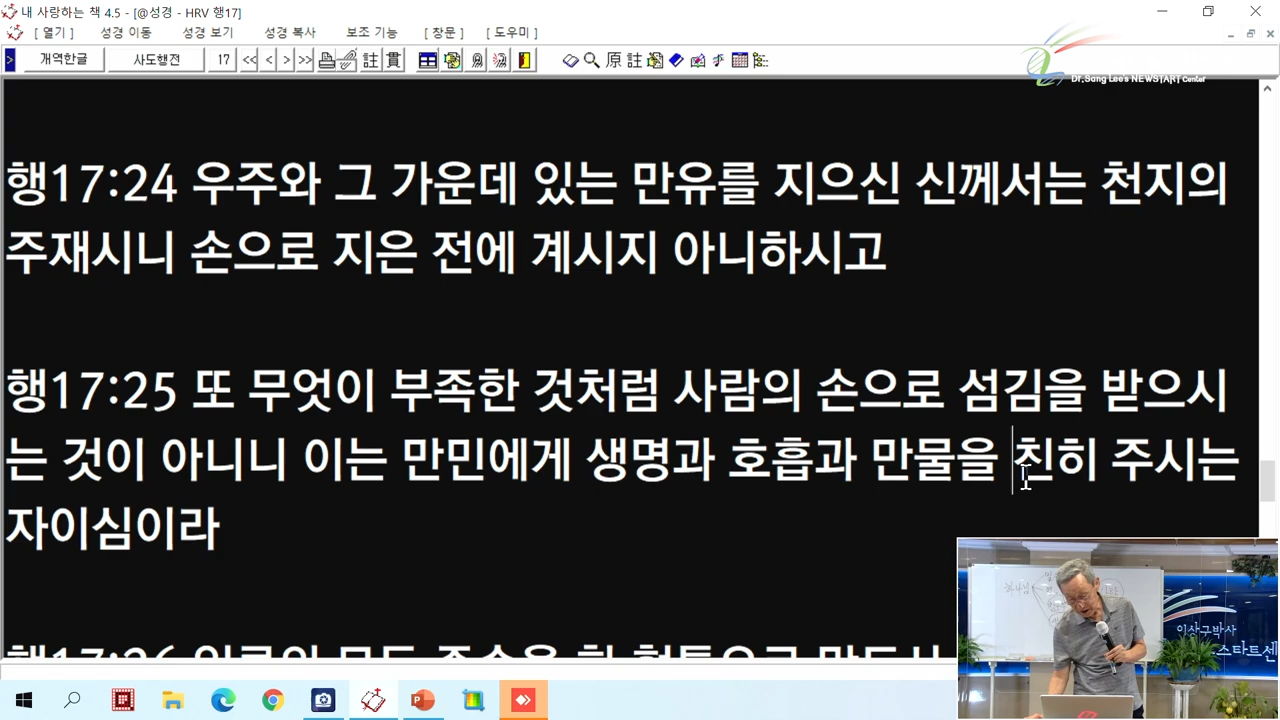 내 사랑하는 책 4.5 - [@성경 - HRV 행17]
[ 열기 ] 성경 이동 성경 보기 성경 복사 보조 기능 [ 창문 ] [ 도우미 ]
개역한글 사도행전 17 << < > >> 註 貫 原 註
Dr.Sang Lee's NEWSTART Center
행17:24 우주와 그 가운데 있는 만유를 지으신 신께서는 천지의
주재시니 손으로 지은 전에 계시지 아니하시고
행17:25 또 무엇이 부족한 것처럼 사람의 손으로 섬김을 받으시
는 것이 아니니 이는 만민에게 생명과 호흡과 만물을 친히 주시는
자이심이라
하나님
이상구박사
스타트센